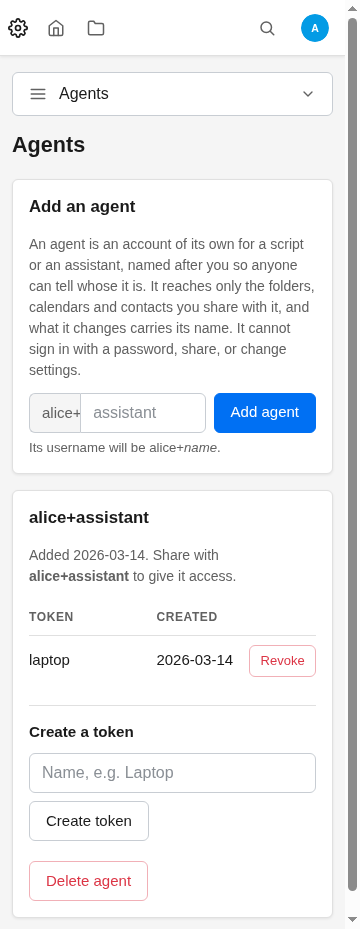 A
Agents
Agents
Add an agent
An agent is an account of its own for a script
or an assistant, named after you so anyone
can tell whose it is. It reaches only the folders,
calendars and contacts you share with it, and
what it changes carries its name. It cannot
sign in with a password, share, or change
settings.
alice+ assistant Add agent
Its username will be alice+name.
alice+assistant
Added 2026-03-14. Share with
alice+assistant to give it access.
TOKEN CREATED
laptop 2026-03-14 Revoke
Create a token
Name, e.g. Laptop
Create token
Delete agent